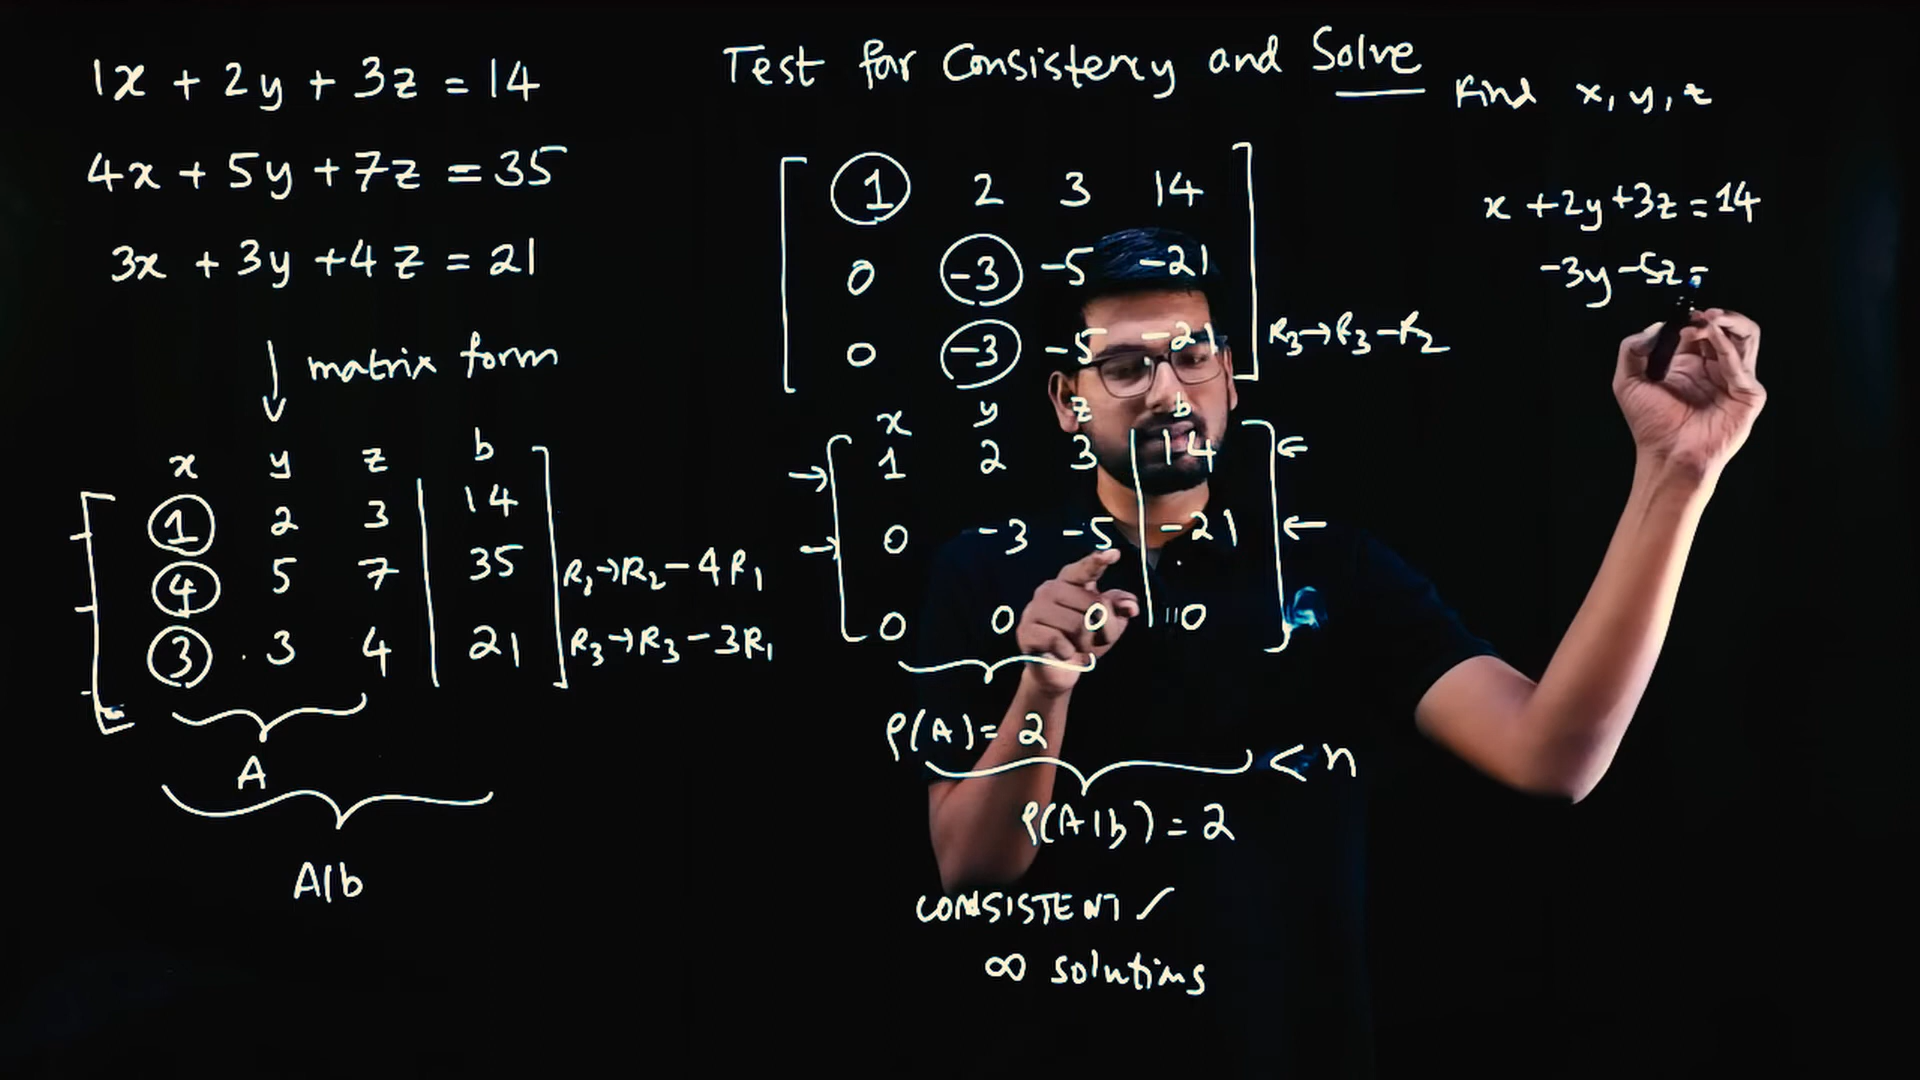 1x + 2y + 3z = 14
4x + 5y + 7z = 35
3x + 3y + 4z = 21
↓ matrix form
x y z b
1 2 3 | 14
4 5 7 | 35 R₂→R₂-4R₁
3 3 4 | 21 R₃→R₃-3R₁
A
A|b
Test for Consistency and Solve
Find x, y, z
1 2 3 14
0 -3 -5 -21
0 -3 -5 -21 R₃→R₃-R₂
x y z b
→ 1 2 3 | 14 ←
→ 0 -3 -5 | -21 ←
0 0 0 | 0
ρ(A) = 2
< n
ρ(A|b) = 2
CONSISTENT ✓
∞ solutions
x + 2y + 3z = 14
-3y - 5z =